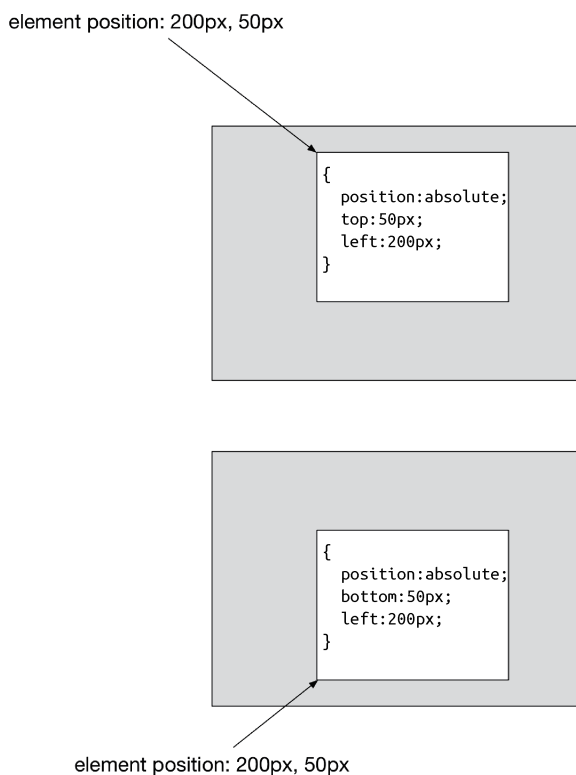 element position: 200px, 50px
{
position:absolute;
top:50px;
left:200px;
}
{
position:absolute;
bottom:50px;
left:200px;
}
element position: 200px, 50px